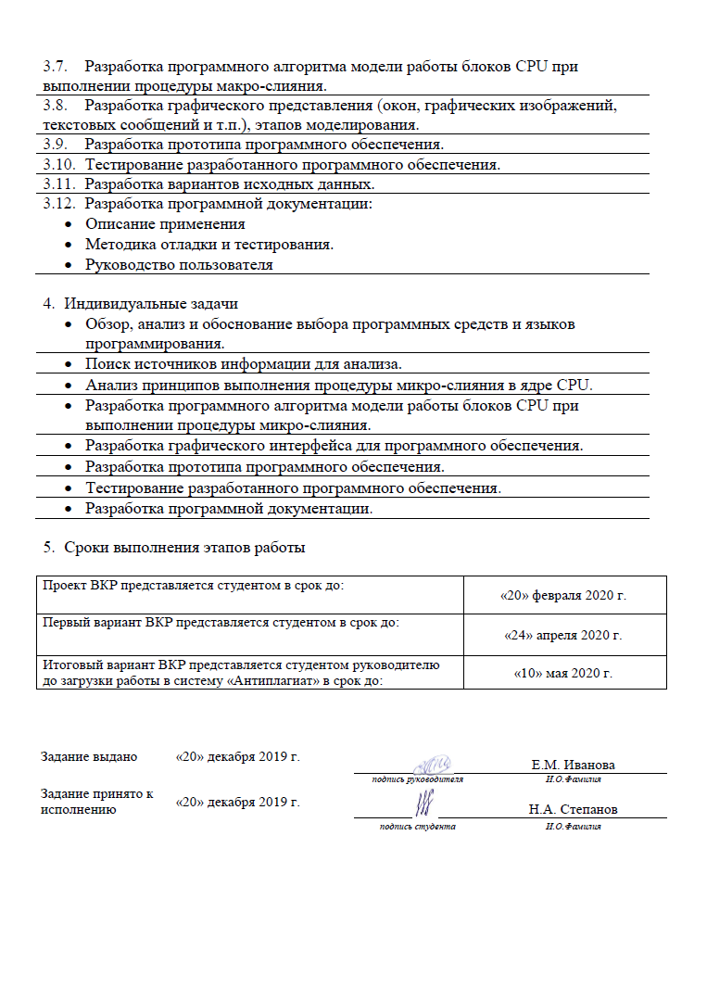 3.7. Разработка программного алгоритма модели работы блоков CPU при
выполнении процедуры макро-слияния.
3.8. Разработка графического представления (окон, графических изображений,
текстовых сообщений и т.п.), этапов моделирования.
3.9. Разработка прототипа программного обеспечения.
3.10. Тестирование разработанного программного обеспечения.
3.11. Разработка вариантов исходных данных.
3.12. Разработка программной документации:
• Описание применения
• Методика отладки и тестирования.
• Руководство пользователя
4. Индивидуальные задачи
• Обзор, анализ и обоснование выбора программных средств и языков
программирования.
• Поиск источников информации для анализа.
• Анализ принципов выполнения процедуры микро-слияния в ядре CPU.
• Разработка программного алгоритма модели работы блоков CPU при
выполнении процедуры микро-слияния.
• Разработка графического интерфейса для программного обеспечения.
• Разработка прототипа программного обеспечения.
• Тестирование разработанного программного обеспечения.
• Разработка программной документации.
5. Сроки выполнения этапов работы
Проект ВКР представляется студентом в срок до:
«20» февраля 2020 г.
Первый вариант ВКР представляется студентом в срок до:
«24» апреля 2020 г.
Итоговый вариант ВКР представляется студентом руководителю
до загрузки работы в систему «Антиплагиат» в срок до:
«10» мая 2020 г.
Задание выдано «20» декабря 2019 г.
Е.М. Иванова
подпись руководителя И.О.Фамилия
Задание принято к
исполнению
«20» декабря 2019 г.
Н.А. Степанов
подпись студента И.О.Фамилия